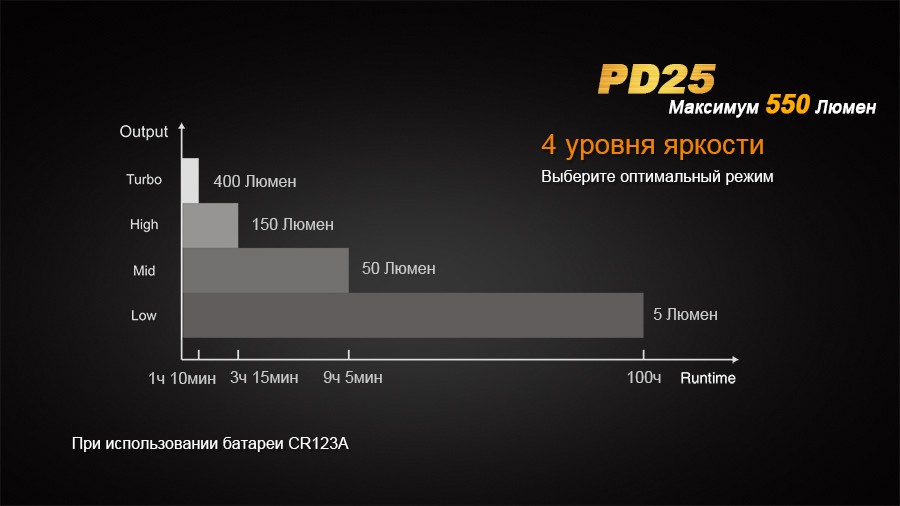 PD25
Максимум 550 Люмен
4 уровня яркости
Выберите оптимальный режим
Output
Turbo 400 Люмен
High 150 Люмен
Mid 50 Люмен
Low 5 Люмен
1ч 10мин 3ч 15мин 9ч 5мин 100ч Runtime
При использовании батареи CR123A